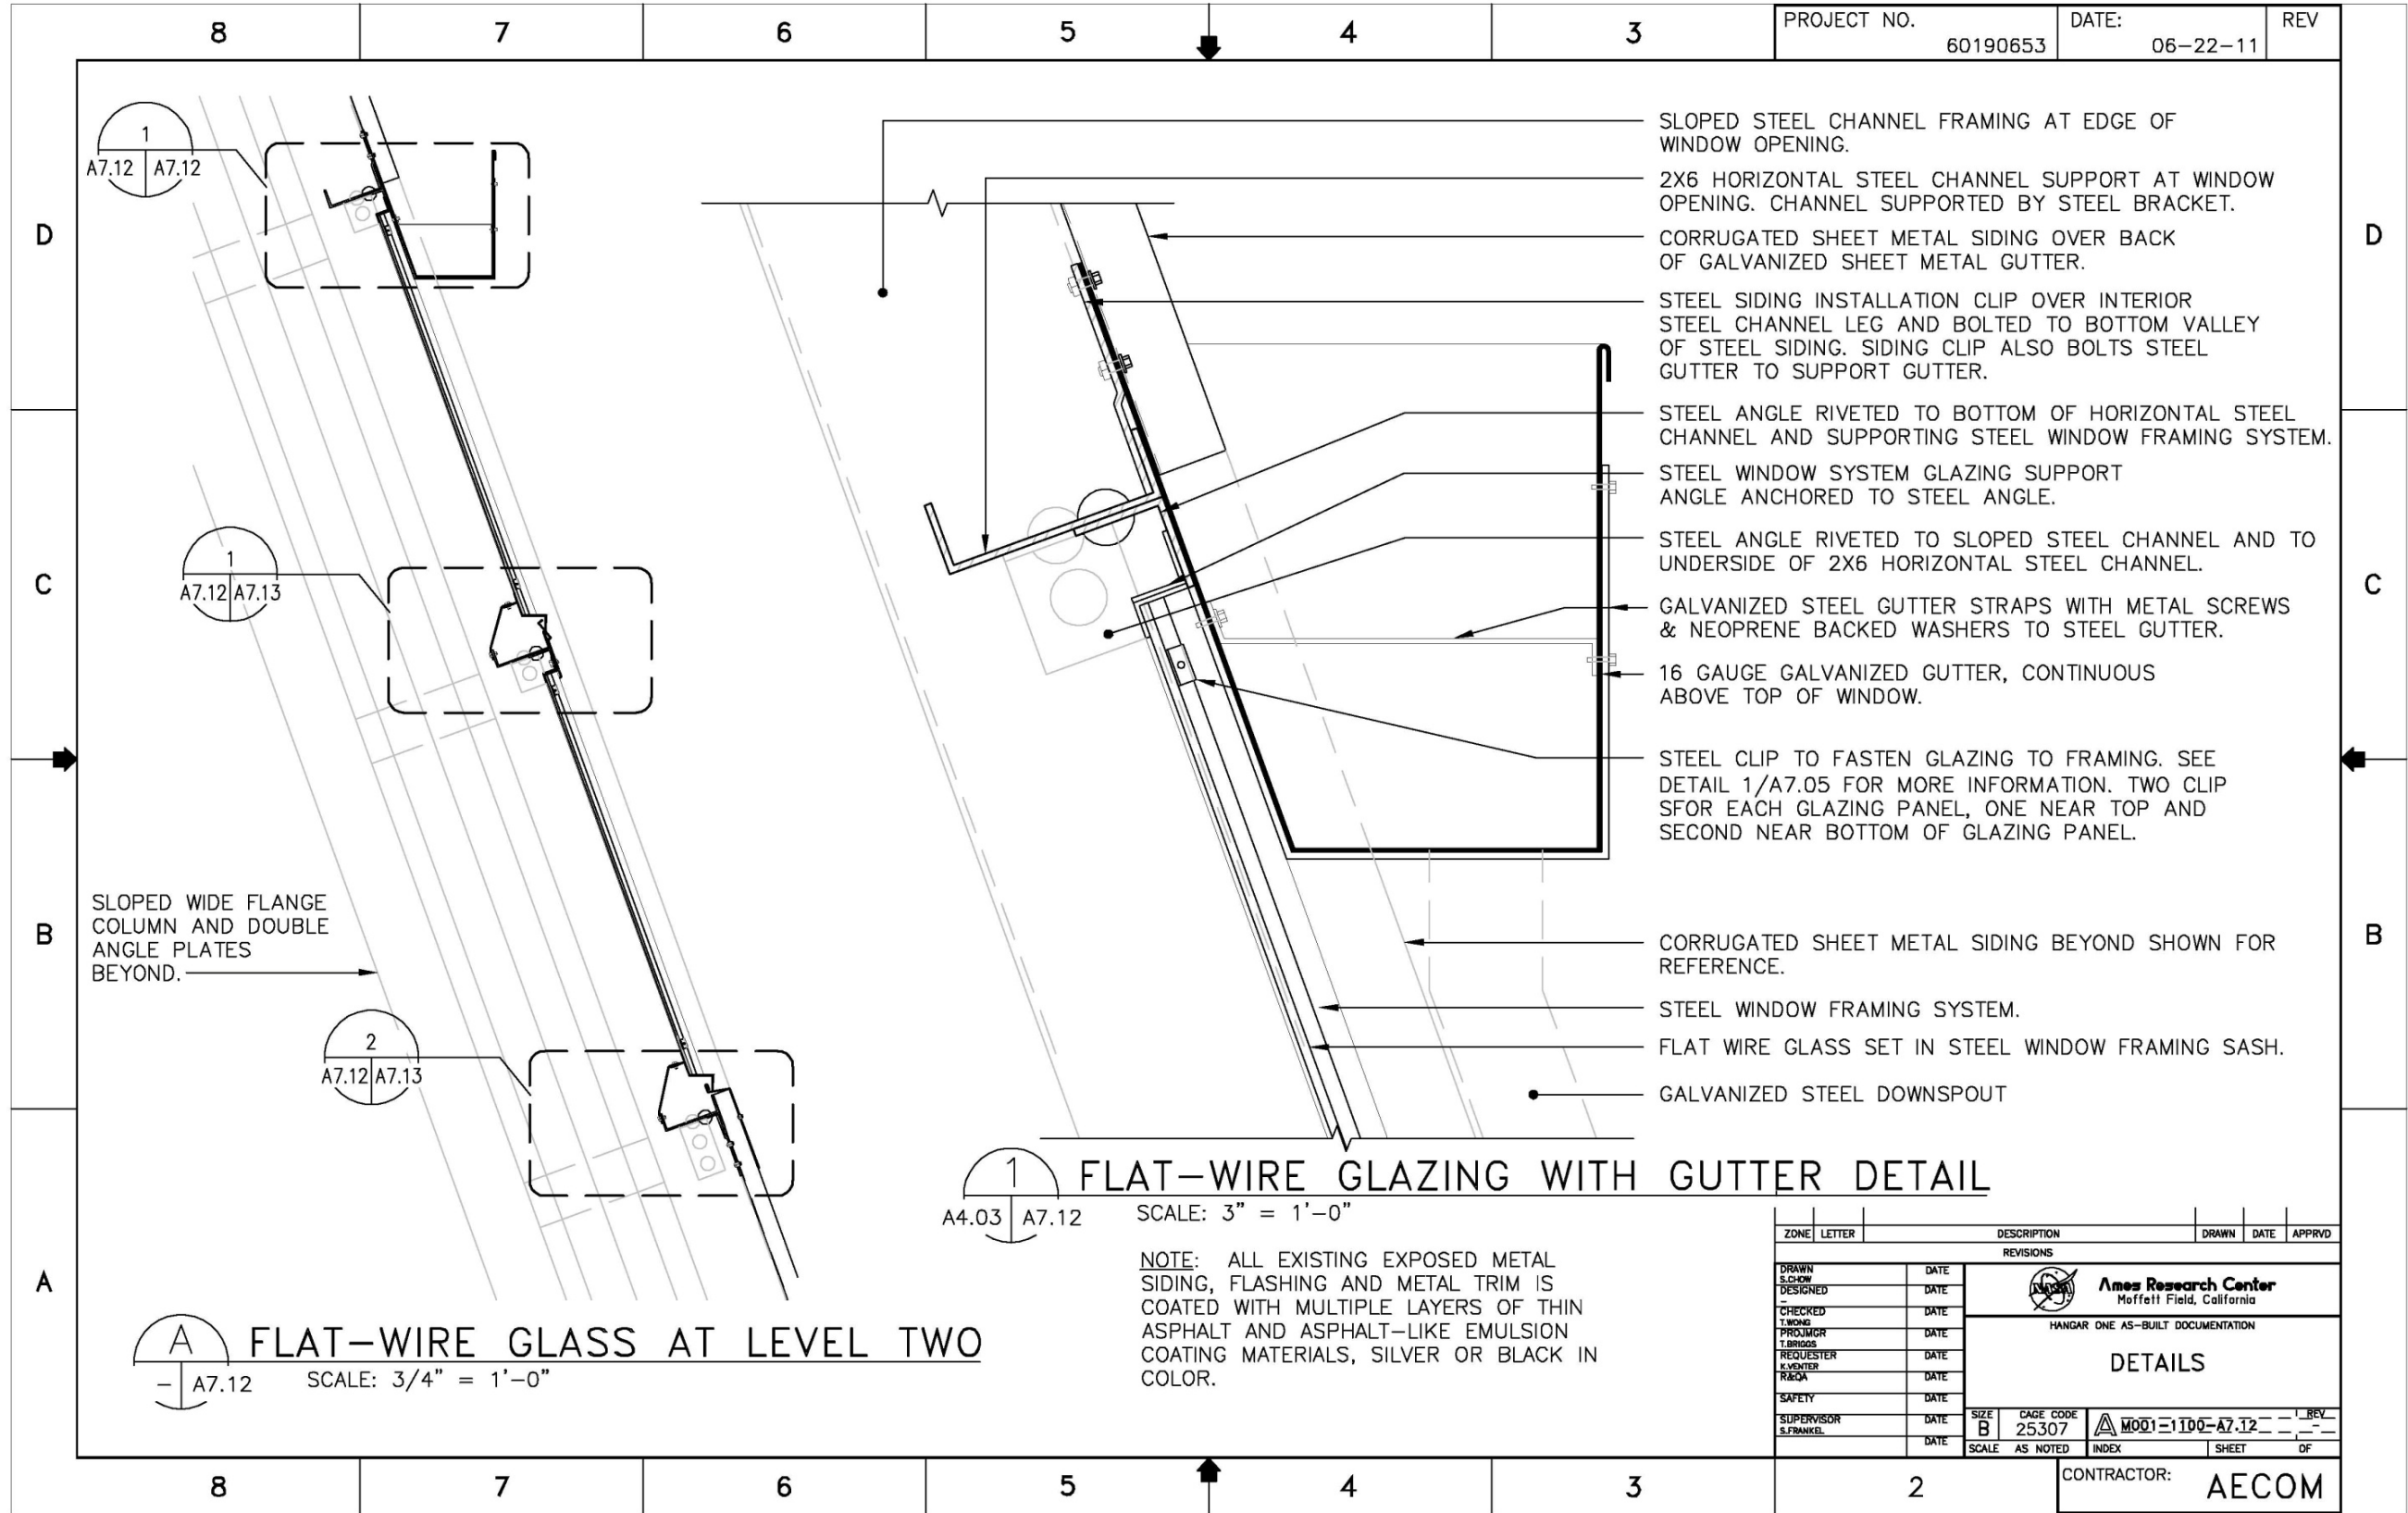 8 7 6 5 4 3
PROJECT NO.
60190653
DATE:
06-22-11
REV
D
D
C
C
B
B
A
1
A7.12 A7.12
1
A7.12 A7.13
2
A7.12 A7.13
SLOPED WIDE FLANGE
COLUMN AND DOUBLE
ANGLE PLATES
BEYOND.
SLOPED STEEL CHANNEL FRAMING AT EDGE OF
WINDOW OPENING.
2X6 HORIZONTAL STEEL CHANNEL SUPPORT AT WINDOW
OPENING. CHANNEL SUPPORTED BY STEEL BRACKET.
CORRUGATED SHEET METAL SIDING OVER BACK
OF GALVANIZED SHEET METAL GUTTER.
STEEL SIDING INSTALLATION CLIP OVER INTERIOR
STEEL CHANNEL LEG AND BOLTED TO BOTTOM VALLEY
OF STEEL SIDING. SIDING CLIP ALSO BOLTS STEEL
GUTTER TO SUPPORT GUTTER.
STEEL ANGLE RIVETED TO BOTTOM OF HORIZONTAL STEEL
CHANNEL AND SUPPORTING STEEL WINDOW FRAMING SYSTEM.
STEEL WINDOW SYSTEM GLAZING SUPPORT
ANGLE ANCHORED TO STEEL ANGLE.
STEEL ANGLE RIVETED TO SLOPED STEEL CHANNEL AND TO
UNDERSIDE OF 2X6 HORIZONTAL STEEL CHANNEL.
GALVANIZED STEEL GUTTER STRAPS WITH METAL SCREWS
& NEOPRENE BACKED WASHERS TO STEEL GUTTER.
16 GAUGE GALVANIZED GUTTER, CONTINUOUS
ABOVE TOP OF WINDOW.
STEEL CLIP TO FASTEN GLAZING TO FRAMING. SEE
DETAIL 1/A7.05 FOR MORE INFORMATION. TWO CLIP
SFOR EACH GLAZING PANEL, ONE NEAR TOP AND
SECOND NEAR BOTTOM OF GLAZING PANEL.
CORRUGATED SHEET METAL SIDING BEYOND SHOWN FOR
REFERENCE.
STEEL WINDOW FRAMING SYSTEM.
FLAT WIRE GLASS SET IN STEEL WINDOW FRAMING SASH.
GALVANIZED STEEL DOWNSPOUT
1
A4.03 A7.12
FLAT-WIRE GLAZING WITH GUTTER DETAIL
SCALE: 3" = 1'-0"
NOTE: ALL EXISTING EXPOSED METAL
SIDING, FLASHING AND METAL TRIM IS
COATED WITH MULTIPLE LAYERS OF THIN
ASPHALT AND ASPHALT-LIKE EMULSION
COATING MATERIALS, SILVER OR BLACK IN
COLOR.
A
- A7.12
FLAT-WIRE GLASS AT LEVEL TWO
SCALE: 3/4" = 1'-0"
ZONE LETTER DESCRIPTION DRAWN DATE APPRVD
REVISIONS
DRAWN DATE
S.CHOW
DESIGNED DATE
-
CHECKED DATE
T.WONG
PROJMGR DATE
T.BRIGGS
REQUESTER DATE
K.VENTER
R&QA DATE
SAFETY DATE
SUPERVISOR DATE
S.FRANKEL
DATE
NASA
Ames Research Center
Moffett Field, California
HANGAR ONE AS-BUILT DOCUMENTATION
DETAILS
SIZE
B
CAGE CODE
25307
A M001-1100-A7.12
REV
-
SCALE AS NOTED INDEX SHEET OF
8 7 6 5 4 3 2
CONTRACTOR: AECOM